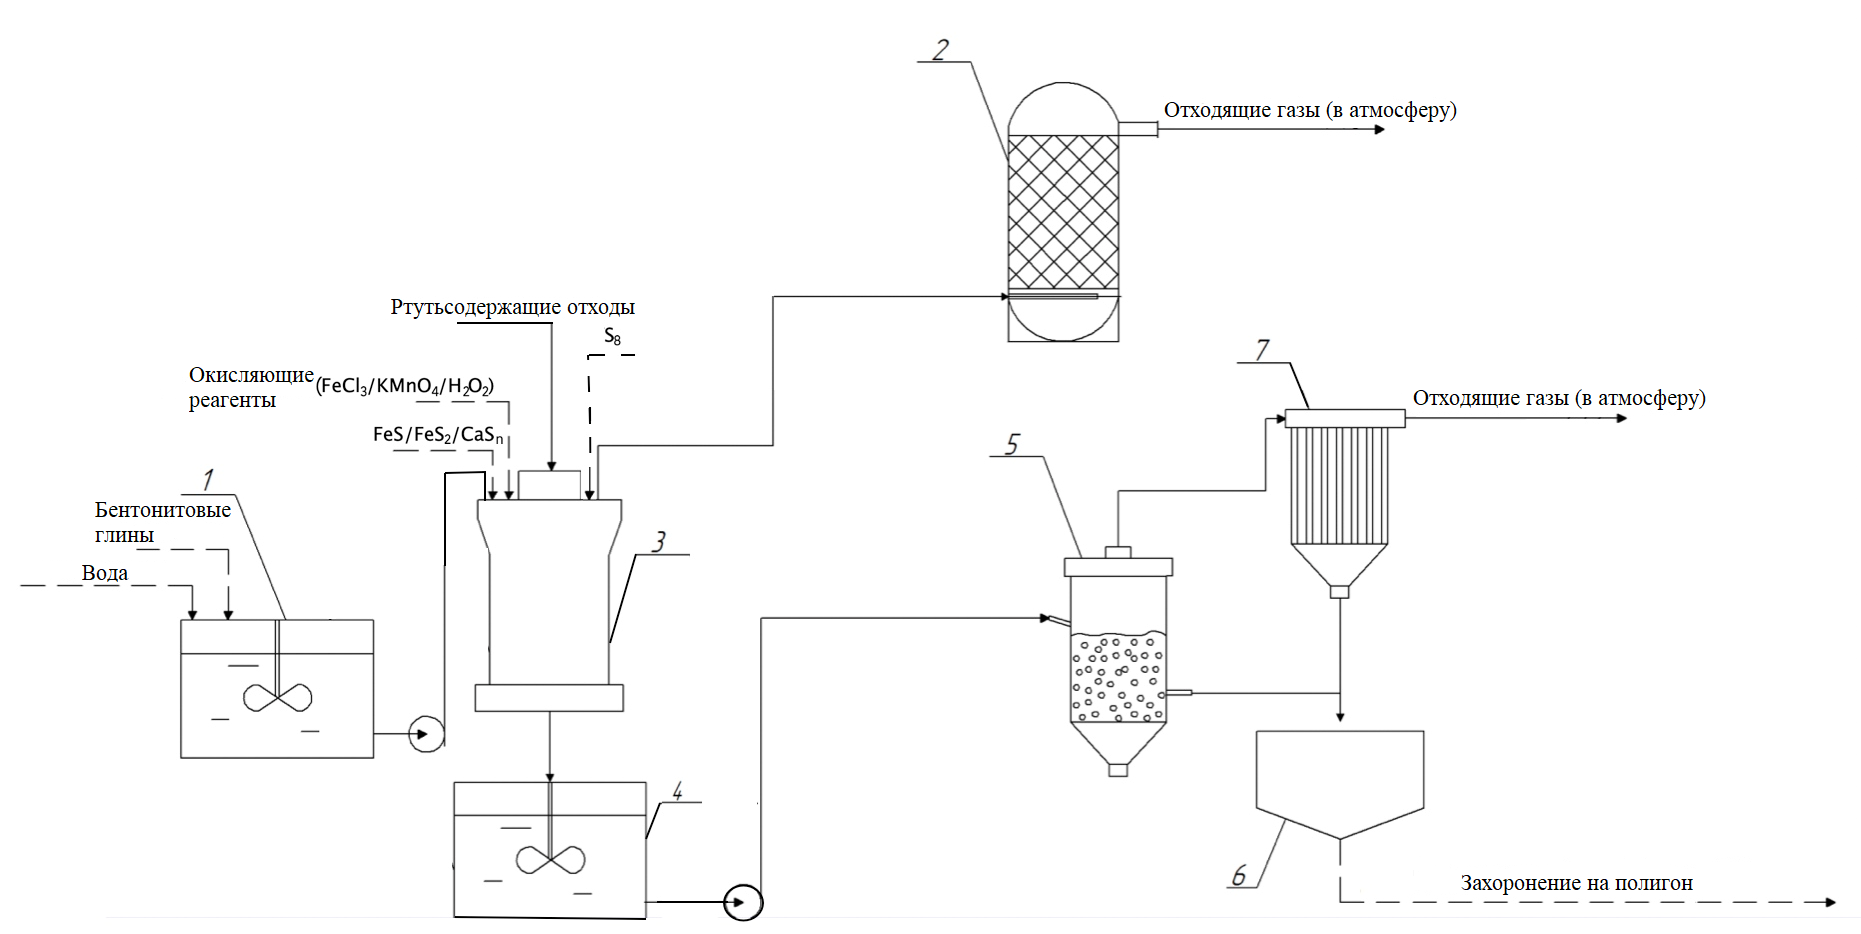 2
Отходящие газы (в атмосферу)
Ртутьсодержащие отходы
S8
7
Окисляющие
реагенты
(FeCl3/KMnO4/H2O2)
Отходящие газы (в атмосферу)
FeS/FeS2/CaSn
5
1
Бентонитовые
глины
3
Вода
4
6
Захоронение на полигон